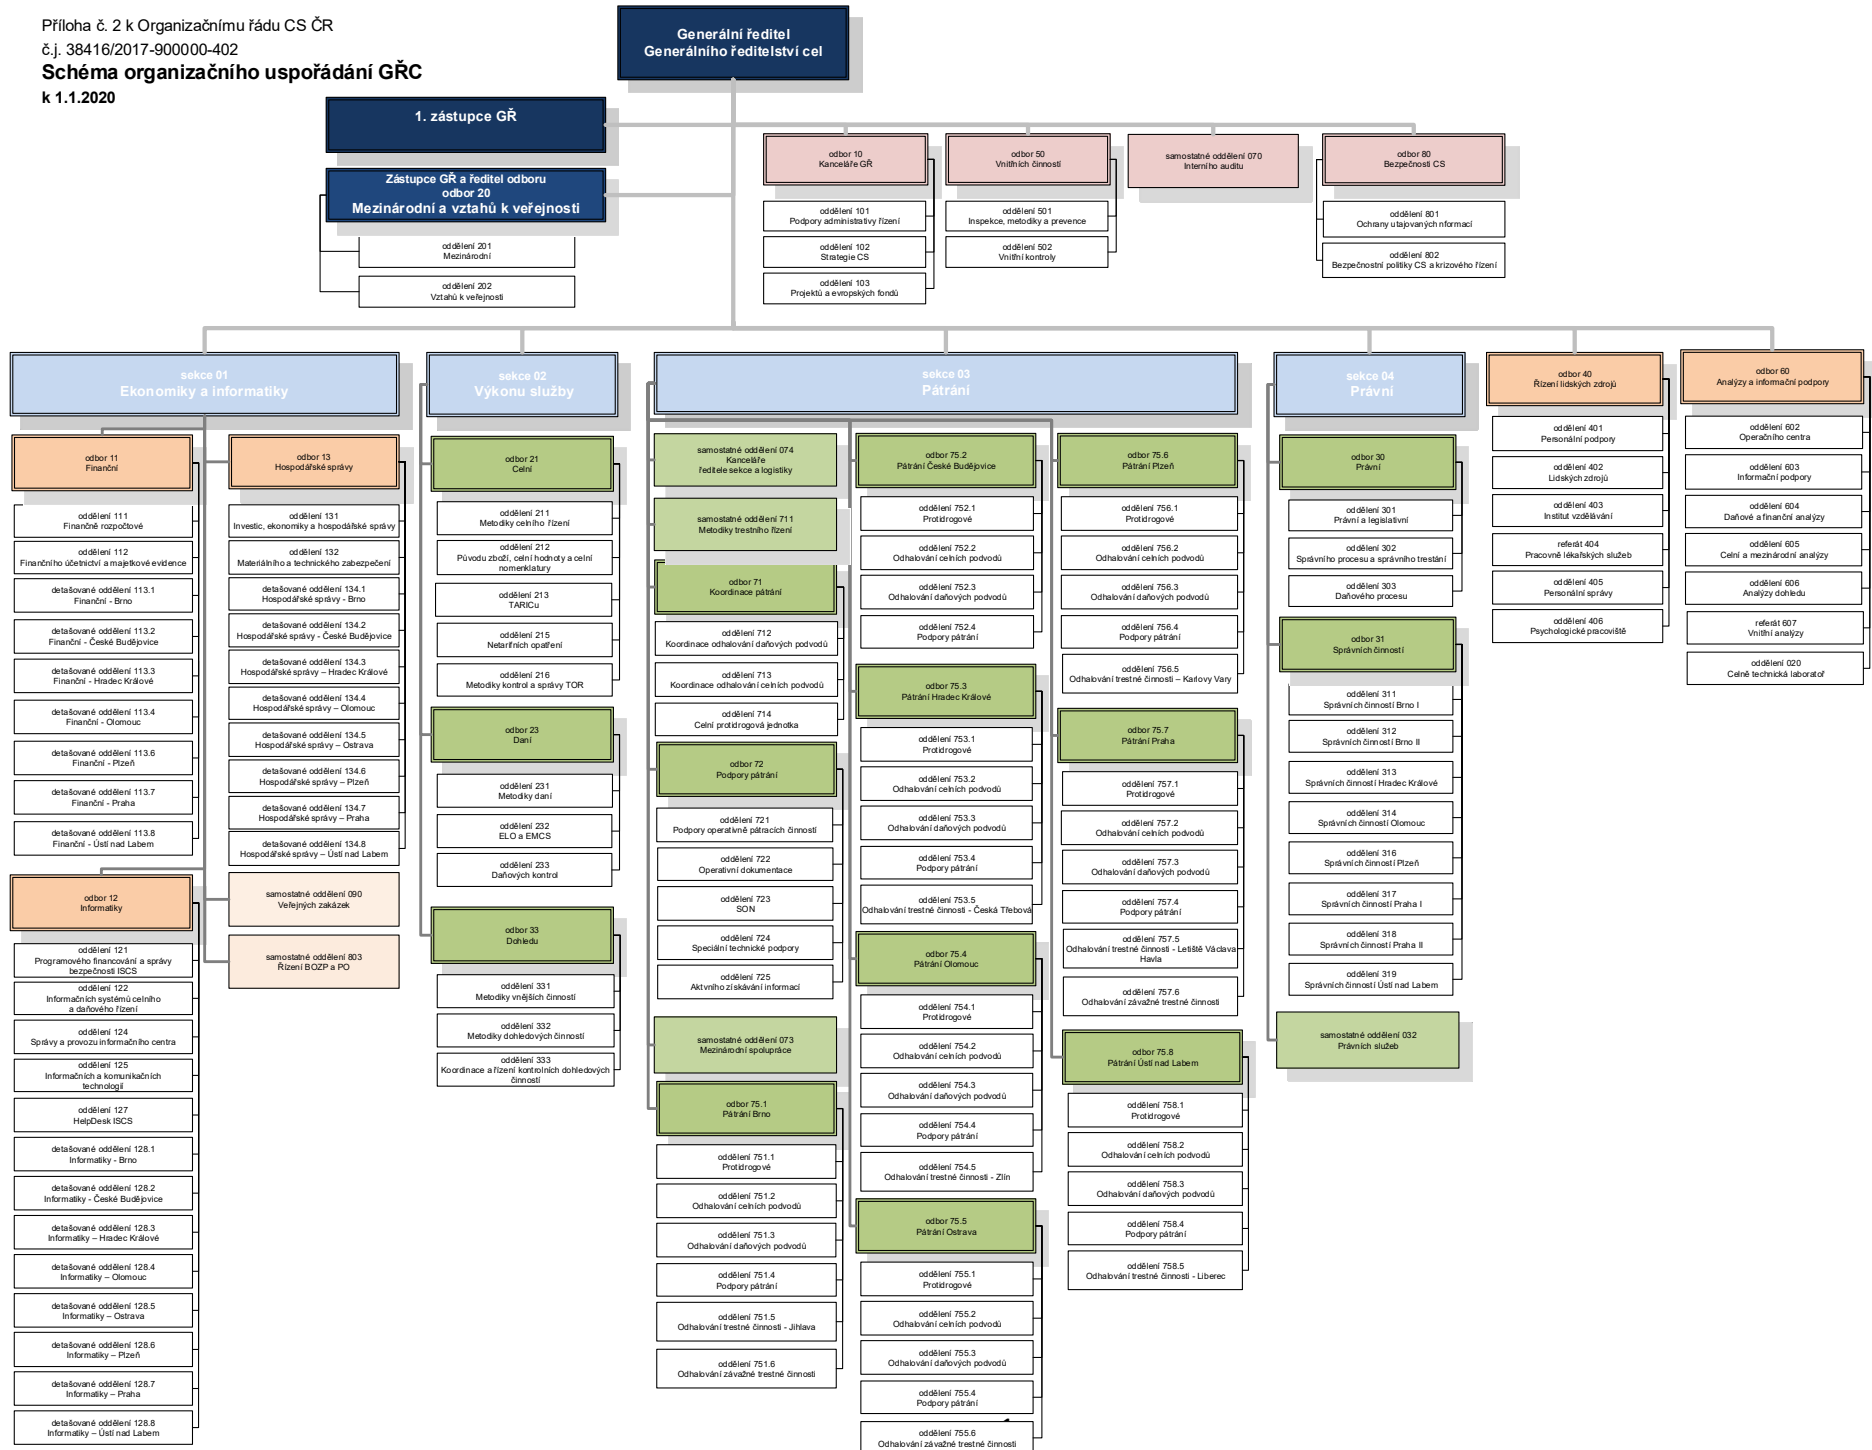 Příloha č. 2 k Organizačnímu řádu CS ČR
č.j. 38416/2017-900000-402
Schéma organizačního uspořádání GŘC
k 1.1.2020
Generální ředitel
Generálního ředitelství cel
1. zástupce GŘ
Zástupce GŘ a ředitel odboru
odbor 20
Mezinárodní a vztahů k veřejnosti
oddělení 201
Mezinárodní
oddělení 202
Vztahů k veřejnosti
odbor 10
Kanceláře GŘ
oddělení 101
Podpory administrativy řízení
oddělení 102
Strategie CS
oddělení 103
Projektů a evropských fondů
odbor 50
Vnitřních činností
oddělení 501
Inspekce, metodiky a prevence
oddělení 502
Vnitřní kontroly
samostatné oddělení 070
Interního auditu
odbor 80
Bezpečnosti CS
oddělení 801
Ochrany utajovaných nformací
oddělení 802
Bezpečnostní politiky CS a krizového řízení
sekce 01
Ekonomiky a informatiky
odbor 11
Finanční
oddělení 111
Finančně rozpočtové
oddělení 112
Finančního účetnictví a majetkové evidence
detašované oddělení 113.1
Finanční - Brno
detašované oddělení 113.2
Finanční - České Budějovice
detašované oddělení 113.3
Finanční - Hradec Králové
detašované oddělení 113.4
Finanční - Olomouc
detašované oddělení 113.6
Finanční - Plzeň
detašované oddělení 113.7
Finanční - Praha
detašované oddělení 113.8
Finanční - Ústí nad Labem
odbor 12
Informatiky
oddělení 121
Programového financování a správy
bezpečnosti ISCS
oddělení 122
Informačních systémů celního
a daňového řízení
oddělení 124
Správy a provozu informačního centra
oddělení 125
Informačních a komunikačních
technologií
oddělení 127
HelpDesk ISCS
detašované oddělení 128.1
Informatiky - Brno
detašované oddělení 128.2
Informatiky - České Budějovice
detašované oddělení 128.3
Informatiky – Hradec Králové
detašované oddělení 128.4
Informatiky – Olomouc
detašované oddělení 128.5
Informatiky – Ostrava
detašované oddělení 128.6
Informatiky – Plzeň
detašované oddělení 128.7
Informatiky – Praha
detašované oddělení 128.8
Informatiky – Ústí nad Labem
odbor 13
Hospodářské správy
oddělení 131
Investic, ekonomiky a hospodářské správy
oddělení 132
Materiálního a technického zabezpečení
detašované oddělení 134.1
Hospodářské správy - Brno
detašované oddělení 134.2
Hospodářské správy - České Budějovice
detašované oddělení 134.3
Hospodářské správy – Hradec Králové
detašované oddělení 134.4
Hospodářské správy – Olomouc
detašované oddělení 134.5
Hospodářské správy – Ostrava
detašované oddělení 134.6
Hospodářské správy – Plzeň
detašované oddělení 134.7
Hospodářské správy – Praha
detašované oddělení 134.8
Hospodářské správy – Ústí nad Labem
samostatné oddělení 090
Veřejných zakázek
samostatné oddělení 803
Řízení BOZP a PO
sekce 02
Výkonu služby
odbor 21
Celní
oddělení 211
Metodiky celního řízení
oddělení 212
Původu zboží, celní hodnoty a celní
nomenklatury
oddělení 213
TARICu
oddělení 215
Netarifních opatření
oddělení 216
Metodiky kontrol a správy TOR
odbor 23
Daní
oddělení 231
Metodiky daní
oddělení 232
ELO a EMCS
oddělení 233
Daňových kontrol
odbor 33
Dohledu
oddělení 331
Metodiky vnějších činností
oddělení 332
Metodiky dohledových činností
oddělení 333
Koordinace a řízení kontrolních dohledových
činností
sekce 03
Pátrání
samostatné oddělení 074
Kanceláře
ředitele sekce a logistiky
samostatné oddělení 711
Metodiky trestního řízení
odbor 71
Koordinace pátrání
oddělení 712
Koordinace odhalování daňových podvodů
oddělení 713
Koordinace odhalování celních podvodů
oddělení 714
Celní protidrogová jednotka
odbor 72
Podpory pátrání
oddělení 721
Podpory operativně pátracích činností
oddělení 722
Operativní dokumentace
oddělení 723
SON
oddělení 724
Speciální technické podpory
oddělení 725
Aktvního získávání informací
samostatné oddělení 073
Mezinárodní spolupráce
odbor 75.1
Pátrání Brno
oddělení 751.1
Protidrogové
oddělení 751.2
Odhalování celních podvodů
oddělení 751.3
Odhalování daňových podvodů
oddělení 751.4
Podpory pátrání
oddělení 751.5
Odhalování trestné činnosti - Jihlava
oddělení 751.6
Odhalování závažné trestné činnosti
odbor 75.2
Pátrání České Budějovice
oddělení 752.1
Protidrogové
oddělení 752.2
Odhalování celních podvodů
oddělení 752.3
Odhalování daňových podvodů
oddělení 752.4
Podpory pátrání
odbor 75.3
Pátrání Hradec Králové
oddělení 753.1
Protidrogové
oddělení 753.2
Odhalování celních podvodů
oddělení 753.3
Odhalování daňových podvodů
oddělení 753.4
Podpory pátrání
oddělení 753.5
Odhalování trestné činnosti - Česká Třebová
odbor 75.4
Pátrání Olomouc
oddělení 754.1
Protidrogové
oddělení 754.2
Odhalování celních podvodů
oddělení 754.3
Odhalování daňových podvodů
oddělení 754.4
Podpory pátrání
oddělení 754.5
Odhalování trestné činnosti - Zlín
odbor 75.5
Pátrání Ostrava
oddělení 755.1
Protidrogové
oddělení 755.2
Odhalování celních podvodů
oddělení 755.3
Odhalování daňových podvodů
oddělení 755.4
Podpory pátrání
oddělení 755.6
Odhalování závažné trestné činnosti
odbor 75.6
Pátrání Plzeň
oddělení 756.1
Protidrogové
oddělení 756.2
Odhalování celních podvodů
oddělení 756.3
Odhalování daňových podvodů
oddělení 756.4
Podpory pátrání
oddělení 756.5
Odhalování trestné činnosti – Karlovy Vary
odbor 75.7
Pátrání Praha
oddělení 757.1
Protidrogové
oddělení 757.2
Odhalování celních podvodů
oddělení 757.3
Odhalování daňových podvodů
oddělení 757.4
Podpory pátrání
oddělení 757.5
Odhalování trestné činnosti - Letiště Václava
Havla
oddělení 757.6
Odhalování závažné trestné činnosti
odbor 75.8
Pátrání Ústí nad Labem
oddělení 758.1
Protidrogové
oddělení 758.2
Odhalování celních podvodů
oddělení 758.3
Odhalování daňových podvodů
oddělení 758.4
Podpory pátrání
oddělení 758.5
Odhalování trestné činnosti - Liberec
sekce 04
Právní
odbor 30
Právní
oddělení 301
Právní a legislativní
oddělení 302
Správního procesu a správního trestání
oddělení 303
Daňového procesu
odbor 31
Správních činností
oddělení 311
Správních činností Brno I
oddělení 312
Správních činností Brno II
oddělení 313
Správních činností Hradec Králové
oddělení 314
Správních činností Olomouc
oddělení 316
Správních činností Plzeň
oddělení 317
Správních činností Praha I
oddělení 318
Správních činností Praha II
oddělení 319
Správních činností Ústí nad Labem
samostatné oddělení 032
Právních služeb
odbor 40
Řízení lidských zdrojů
oddělení 401
Personální podpory
oddělení 402
Lidských zdrojů
oddělení 403
Institut vzdělávání
referát 404
Pracovně lékařských služeb
oddělení 405
Personální správy
oddělení 406
Psychologické pracoviště
odbor 60
Analýzy a informační podpory
oddělení 602
Operačního centra
oddělení 603
Informační podpory
oddělení 604
Daňové a finanční analýzy
oddělení 605
Celní a mezinárodní analýzy
oddělení 606
Analýzy dohledu
referát 607
Vnitřní analýzy
oddělení 020
Celně technická laboratoř